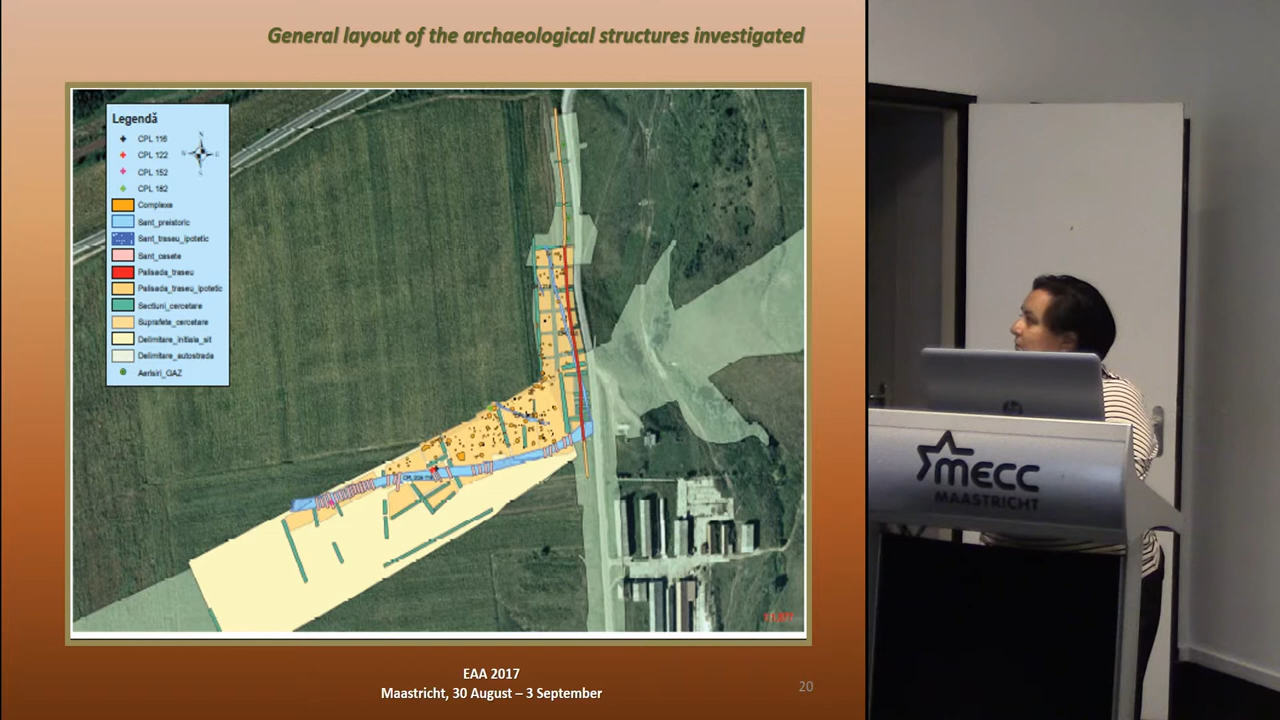 General layout of the archaeological structures investigated
Legendă
CPL 116
CPL 122
CPL 152
CPL 182
Complexe
Sant_preistoric
Sant_traseu_ipotetic
Sant_casete
Palisada_traseu
Palisada_traseu_ipotetic
Sectiuni_cercetare
Suprafete_cercetare
Delimitare_initiala_sit
Delimitare_autostrada
Aerisiri_GAZ
EAA 2017
Maastricht, 30 August – 3 September
20
mecc
MAASTRICHT
hp